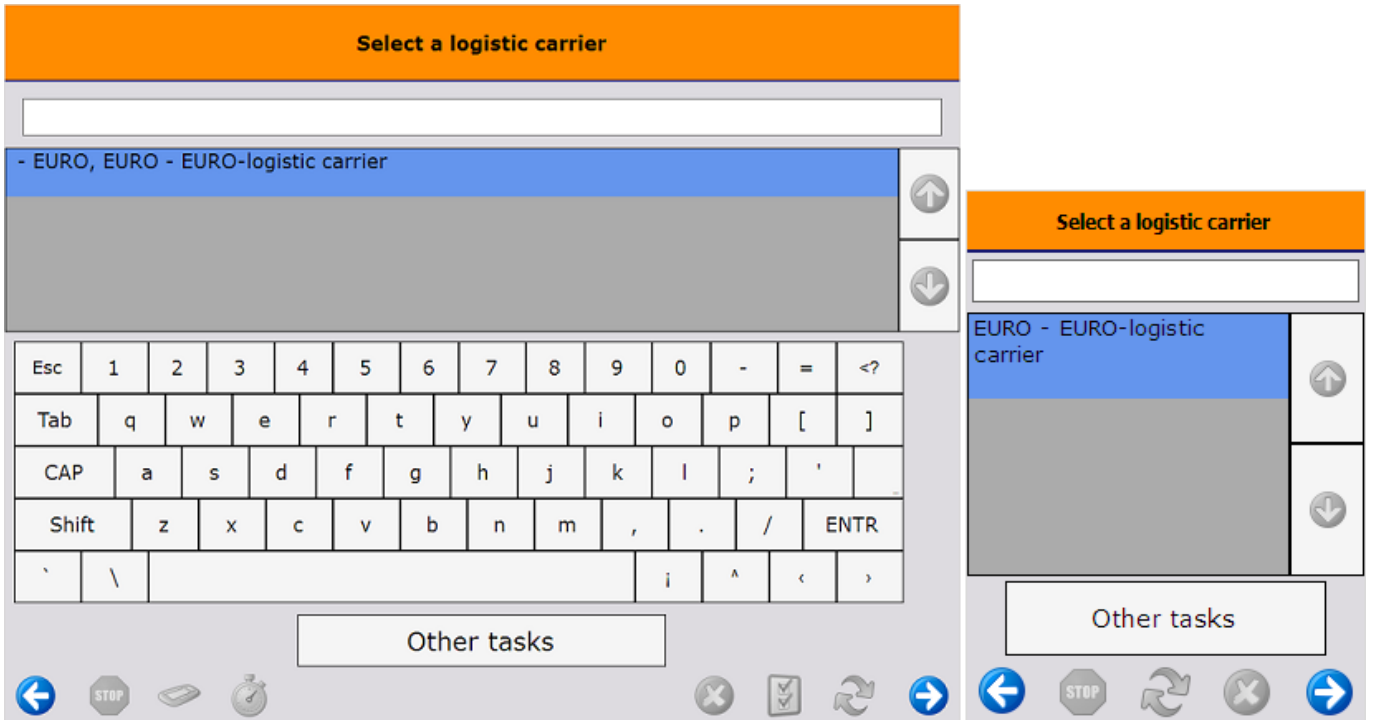 Select a logistic carrier
- EURO, EURO - EURO-logistic carrier
Esc 1 2 3 4 5 6 7 8 9 0 - = <?
Tab q w e r t y u i o p [ ]
CAP a s d f g h j k l ; '
Shift z x c v b n m , . / ENTR
` \ ¡ ^ ‹ ›
Other tasks
STOP
Select a logistic carrier
EURO - EURO-logistic
carrier
Other tasks
STOP